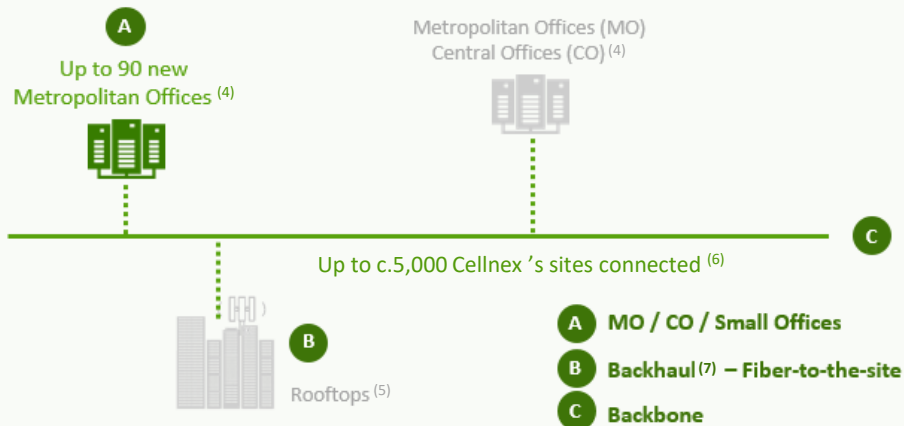 A
Up to 90 new
Metropolitan Offices (4)
Metropolitan Offices (MO)
Central Offices (CO) (4)
C
Up to c.5,000 Cellnex 's sites connected (6)
B
Rooftops (5)
A MO / CO / Small Offices
B Backhaul (7) – Fiber-to-the-site
C Backbone